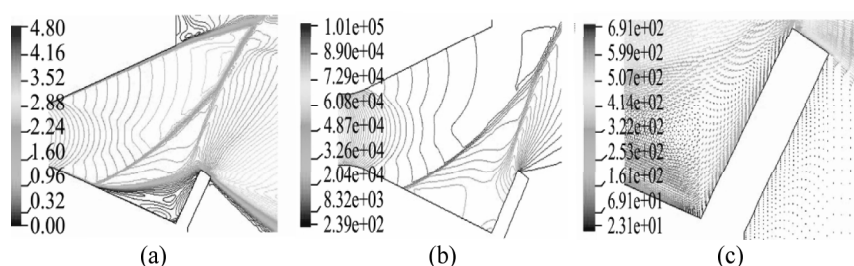 4.80
4.16
3.52
2.88
2.24
1.60
0.96
0.32
0.00
(a)
1.01e+05
8.90e+04
7.29e+04
6.08e+04
4.87e+04
3.26e+04
2.04e+04
8.32e+03
2.39e+02
(b)
6.91e+02
5.99e+02
5.07e+02
4.14e+02
3.22e+02
2.53e+02
1.61e+02
6.91e+01
2.31e+01
(c)